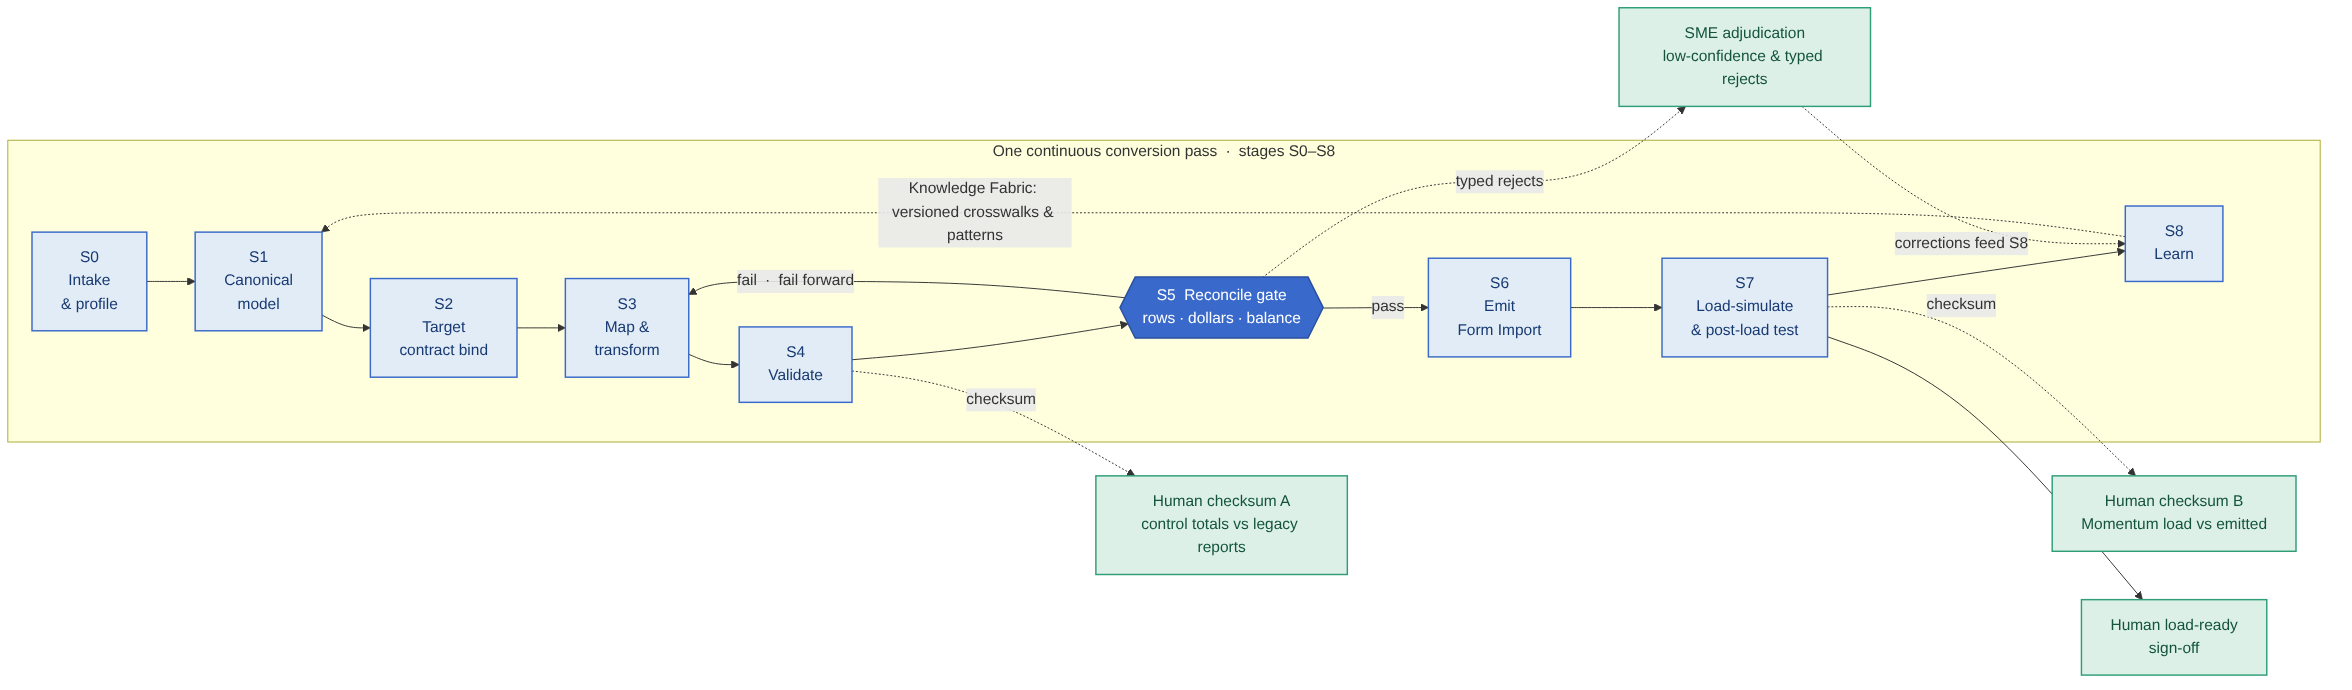 SME adjudication
low-confidence & typed
rejects
One continuous conversion pass · stages S0–S8
typed rejects
Knowledge Fabric:
versioned crosswalks &
patterns
S0
Intake
& profile
S1
Canonical
model
S2
Target
contract bind
S3
Map &
transform
fail · fail forward
S4
Validate
S5 Reconcile gate
rows · dollars · balance
pass
S6
Emit
Form Import
S7
Load-simulate
& post-load test
corrections feed S8
S8
Learn
checksum
checksum
Human checksum A
control totals vs legacy
reports
Human checksum B
Momentum load vs emitted
Human load-ready
sign-off